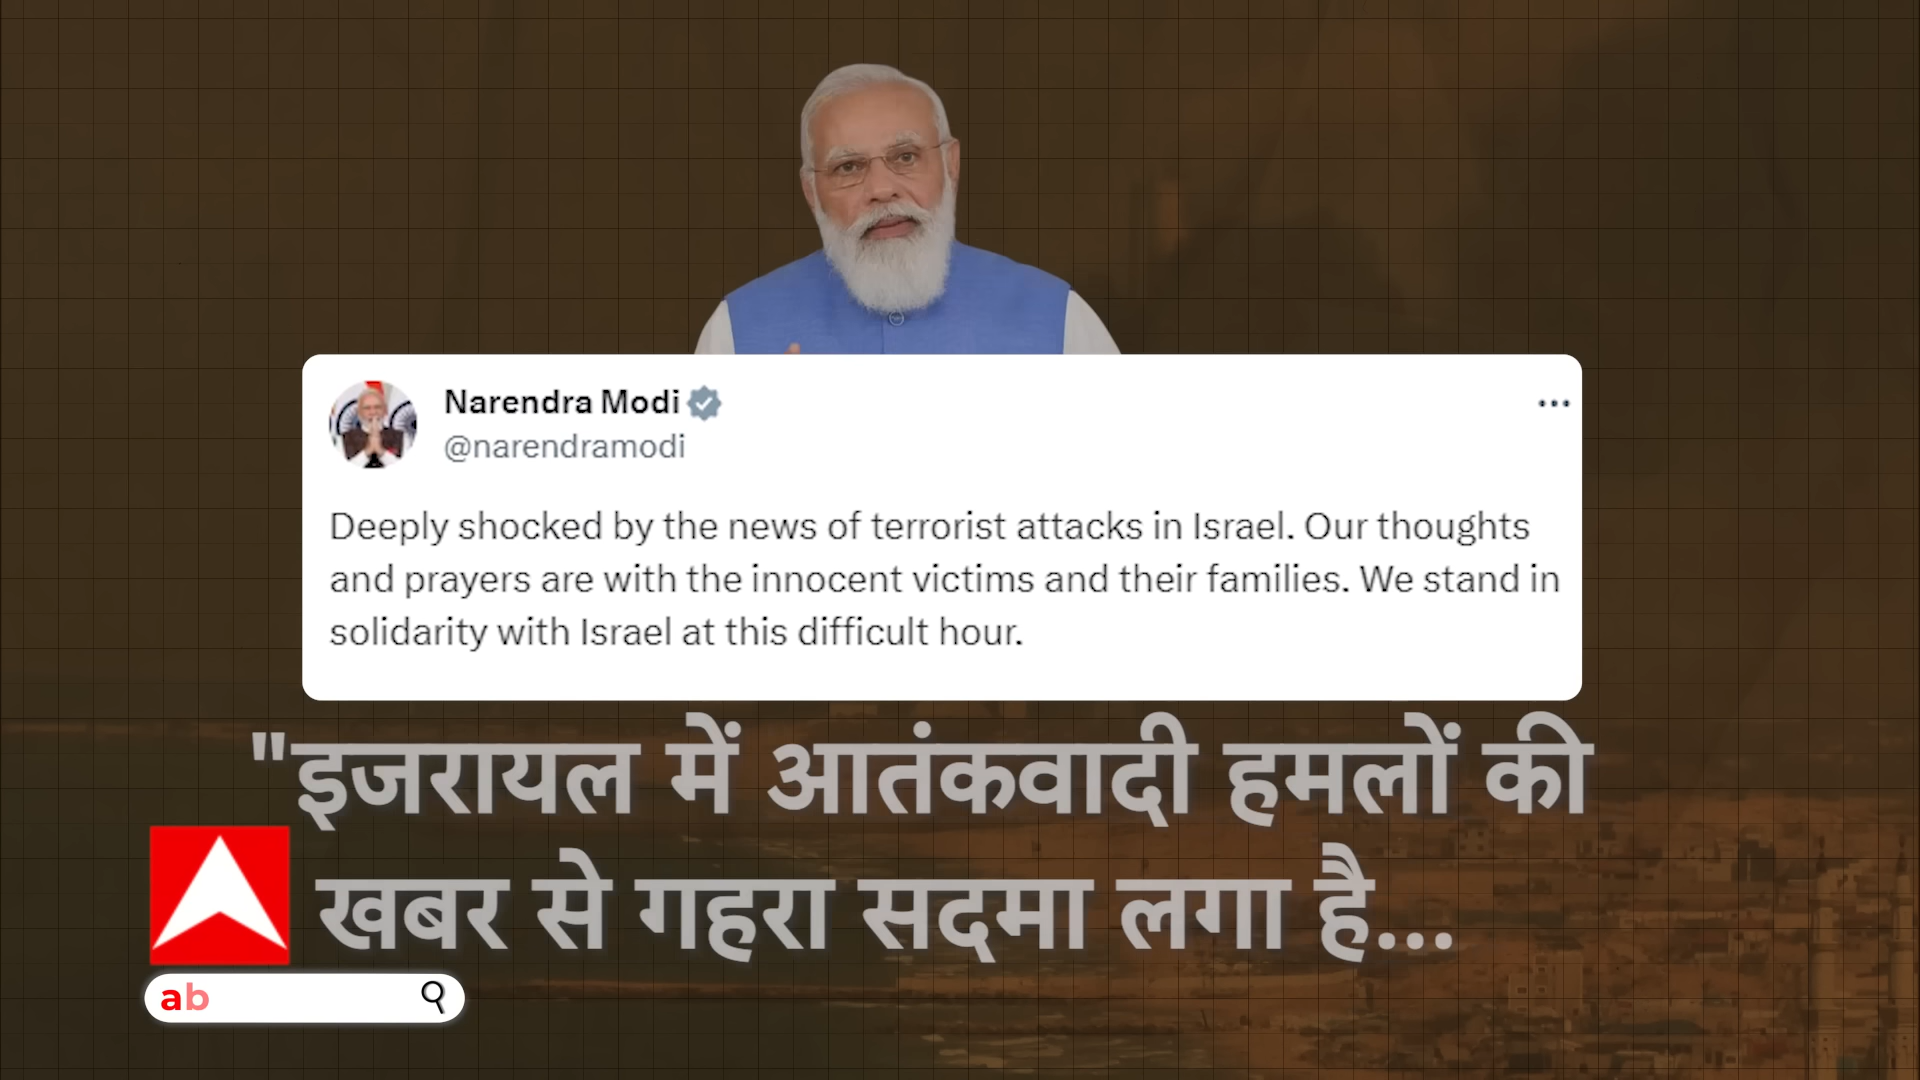 Narendra Modi
@narendramodi
Deeply shocked by the news of terrorist attacks in Israel. Our thoughts
and prayers are with the innocent victims and their families. We stand in
solidarity with Israel at this difficult hour.
"इजरायल में आतंकवादी हमलों की
खबर से गहरा सदमा लगा है...
ab